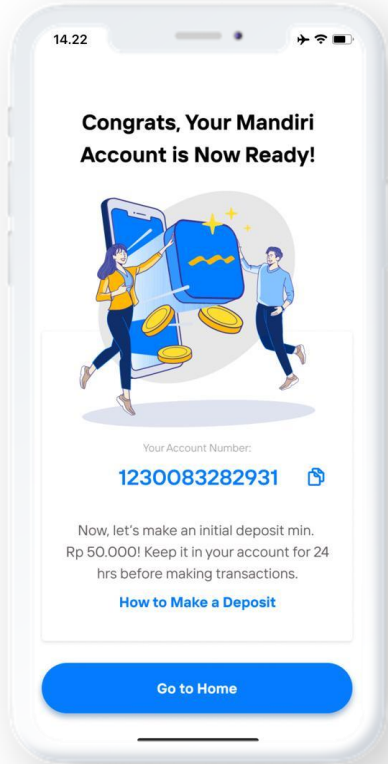 14.22
Congrats, Your Mandiri
Account is Now Ready!
Your Account Number:
1230083282931
Now, let's make an initial deposit min.
Rp 50.000! Keep it in your account for 24
hrs before making transactions.
How to Make a Deposit
Go to Home